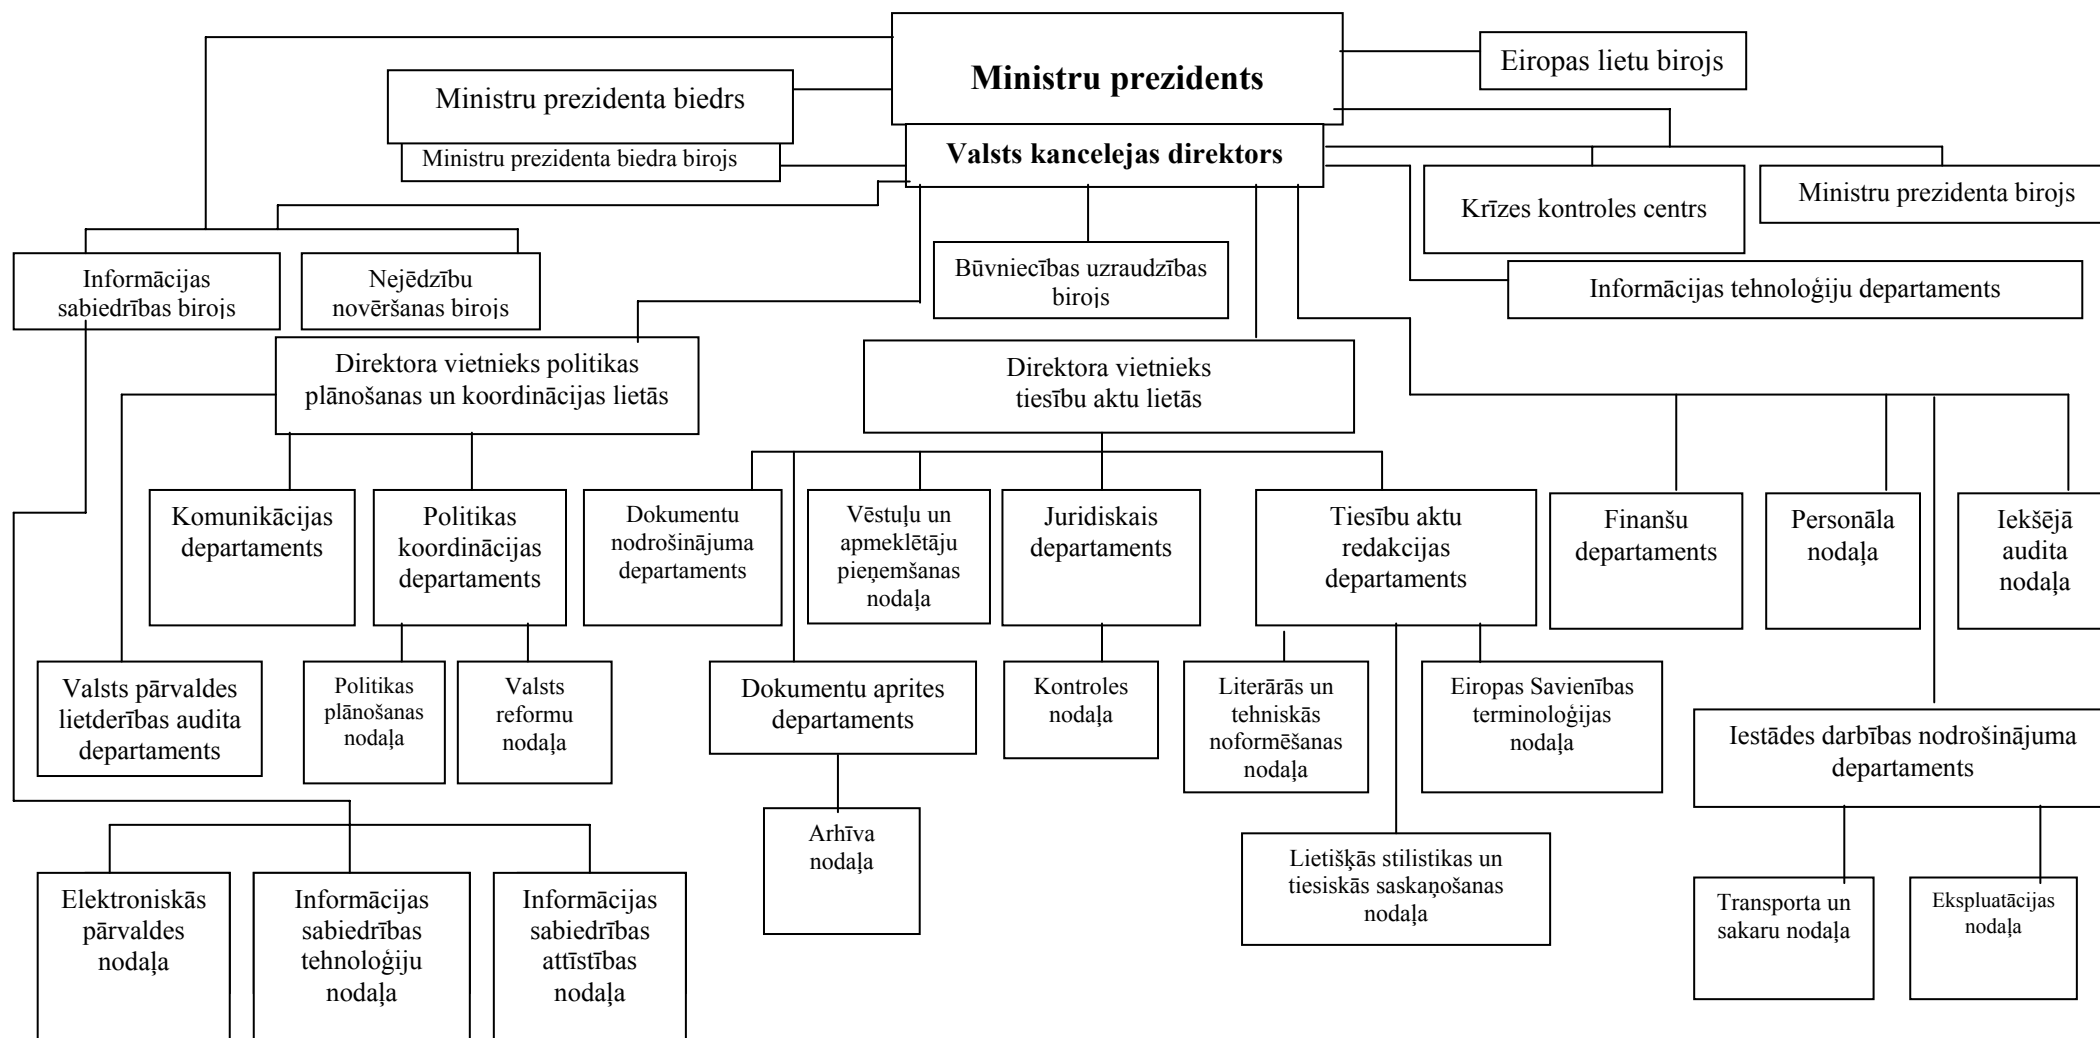 Ministru prezidents
Eiropas lietu birojs
Ministru prezidenta biedrs
Ministru prezidenta biedra birojs
Valsts kancelejas direktors
Krīzes kontroles centrs
Ministru prezidenta birojs
Informācijas
sabiedrības birojs
Nejēdzību
novēršanas birojs
Būvniecības uzraudzības
birojs
Informācijas tehnoloģiju departaments
Direktora vietnieks politikas
plānošanas un koordinācijas lietās
Direktora vietnieks
tiesību aktu lietās
Komunikācijas
departaments
Politikas
koordinācijas
departaments
Dokumentu
nodrošinājuma
departaments
Vēstuļu un
apmeklētāju
pieņemšanas
nodaļa
Juridiskais
departaments
Tiesību aktu
redakcijas
departaments
Finanšu
departaments
Personāla
nodaļa
Iekšējā
audita
nodaļa
Valsts pārvaldes
lietderības audita
departaments
Politikas
plānošanas
nodaļa
Valsts
reformu
nodaļa
Dokumentu aprites
departaments
Kontroles
nodaļa
Literārās un
tehniskās
noformēšanas
nodaļa
Eiropas Savienības
terminoloģijas
nodaļa
Iestādes darbības nodrošinājuma
departaments
Arhīva
nodaļa
Lietišķās stilistikas un
tiesiskās saskaņošanas
nodaļa
Elektroniskās
pārvaldes
nodaļa
Informācijas
sabiedrības
tehnoloģiju
nodaļa
Informācijas
sabiedrības
attīstības
nodaļa
Transporta un
sakaru nodaļa
Ekspluatācijas
nodaļa